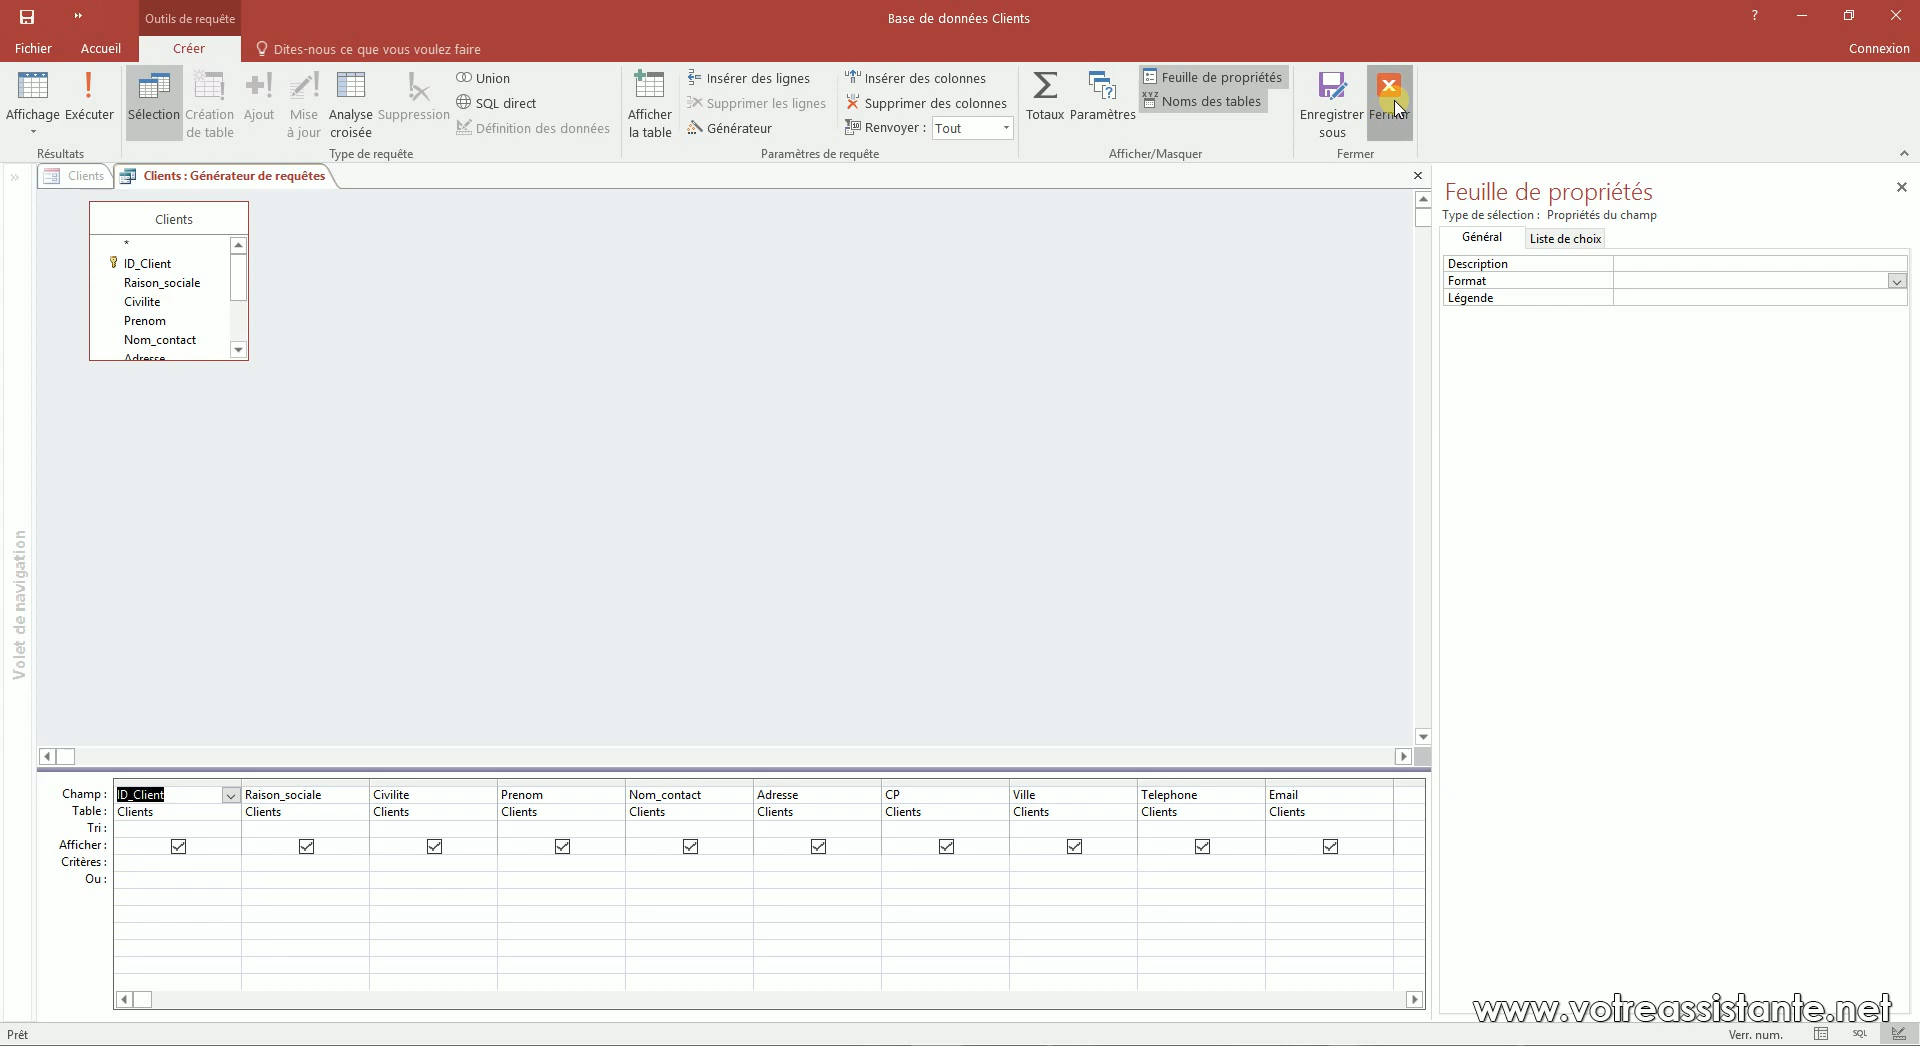 Outils de requête
Base de données Clients
?
Fichier
Accueil
Créer
Dites-nous ce que vous voulez faire
Connexion
Affichage
Exécuter
Résultats
Sélection
Création
de table
Ajout
Mise
à jour
Analyse
croisée
Suppression
Union
SQL direct
Définition des données
Type de requête
Afficher
la table
Insérer des lignes
Supprimer les lignes
Générateur
Insérer des colonnes
Supprimer des colonnes
Renvoyer : Tout
Paramètres de requête
Totaux
Paramètres
Feuille de propriétés
XYZ Noms des tables
Afficher/Masquer
Enregistrer
sous
Fermer
Fermer
Clients
Clients : Générateur de requêtes
Volet de navigation
Clients
*
ID_Client
Raison_sociale
Civilite
Prenom
Nom_contact
Adresse
Feuille de propriétés
Type de sélection : Propriétés du champ
Général
Liste de choix
Description
Format
Légende
Champ : ID_Client Raison_sociale Civilite Prenom Nom_contact Adresse CP Ville Telephone Email
Table : Clients Clients Clients Clients Clients Clients Clients Clients Clients Clients
Tri :
Afficher :
Critères :
Ou :
www.votreassistante.net
Prêt
Verr. num.
SQL